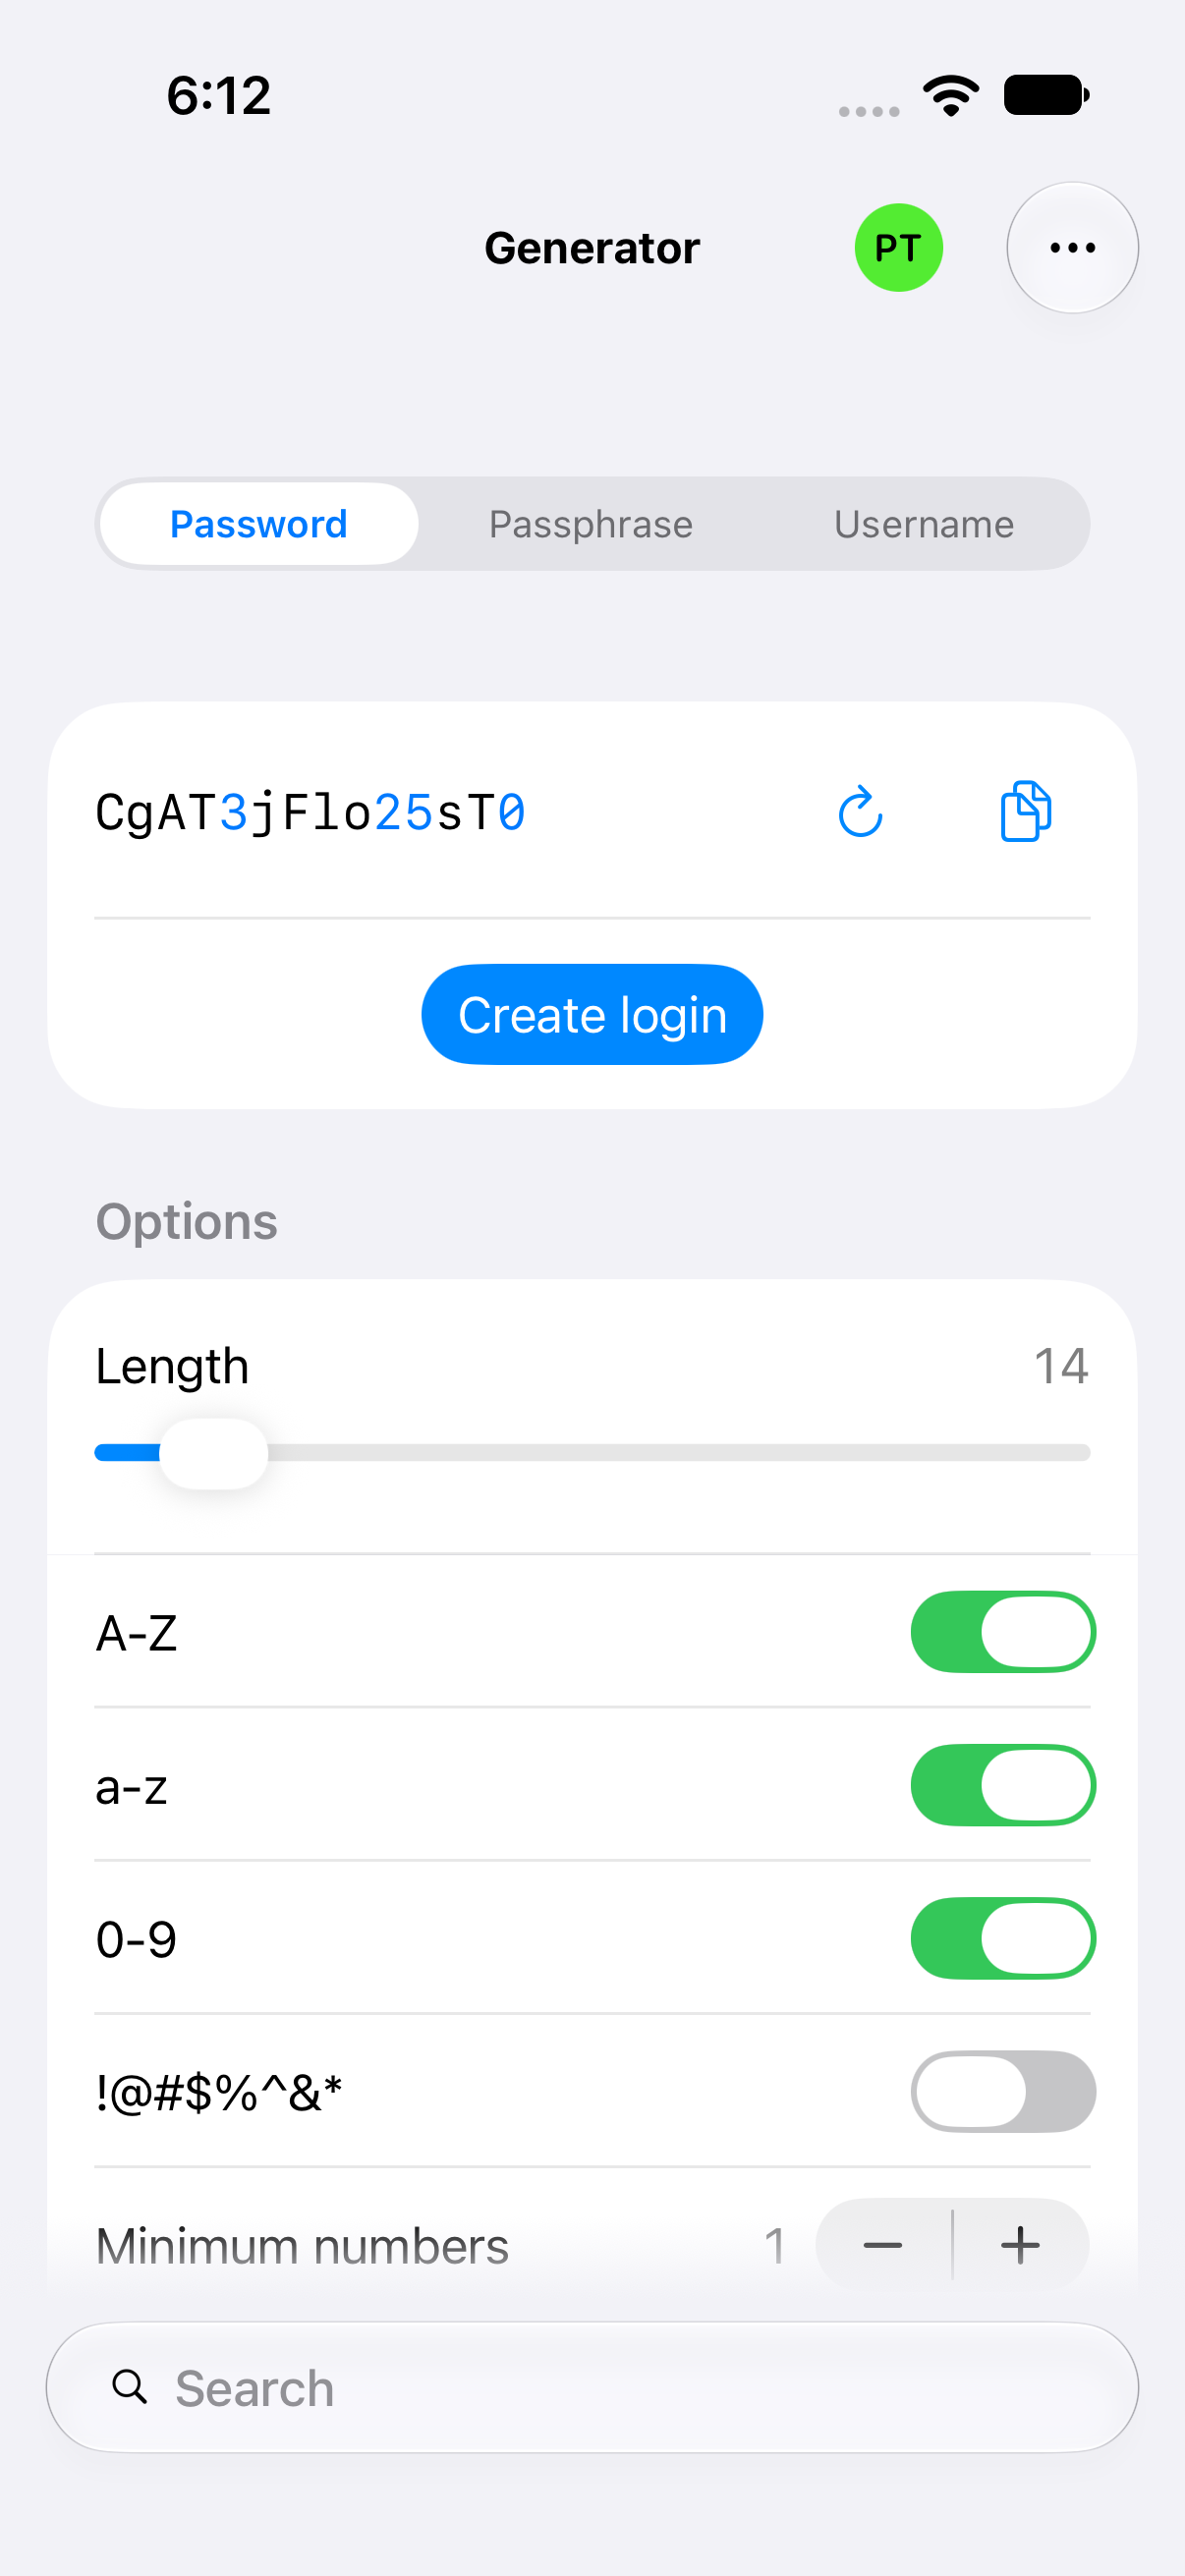 6:12
Generator
PT
Password Passphrase Username
CgAT3jFlo25sT0
Create login
Options
Length 14
A-Z
a-z
0-9
!@#$%^&*
Minimum numbers 1
Search